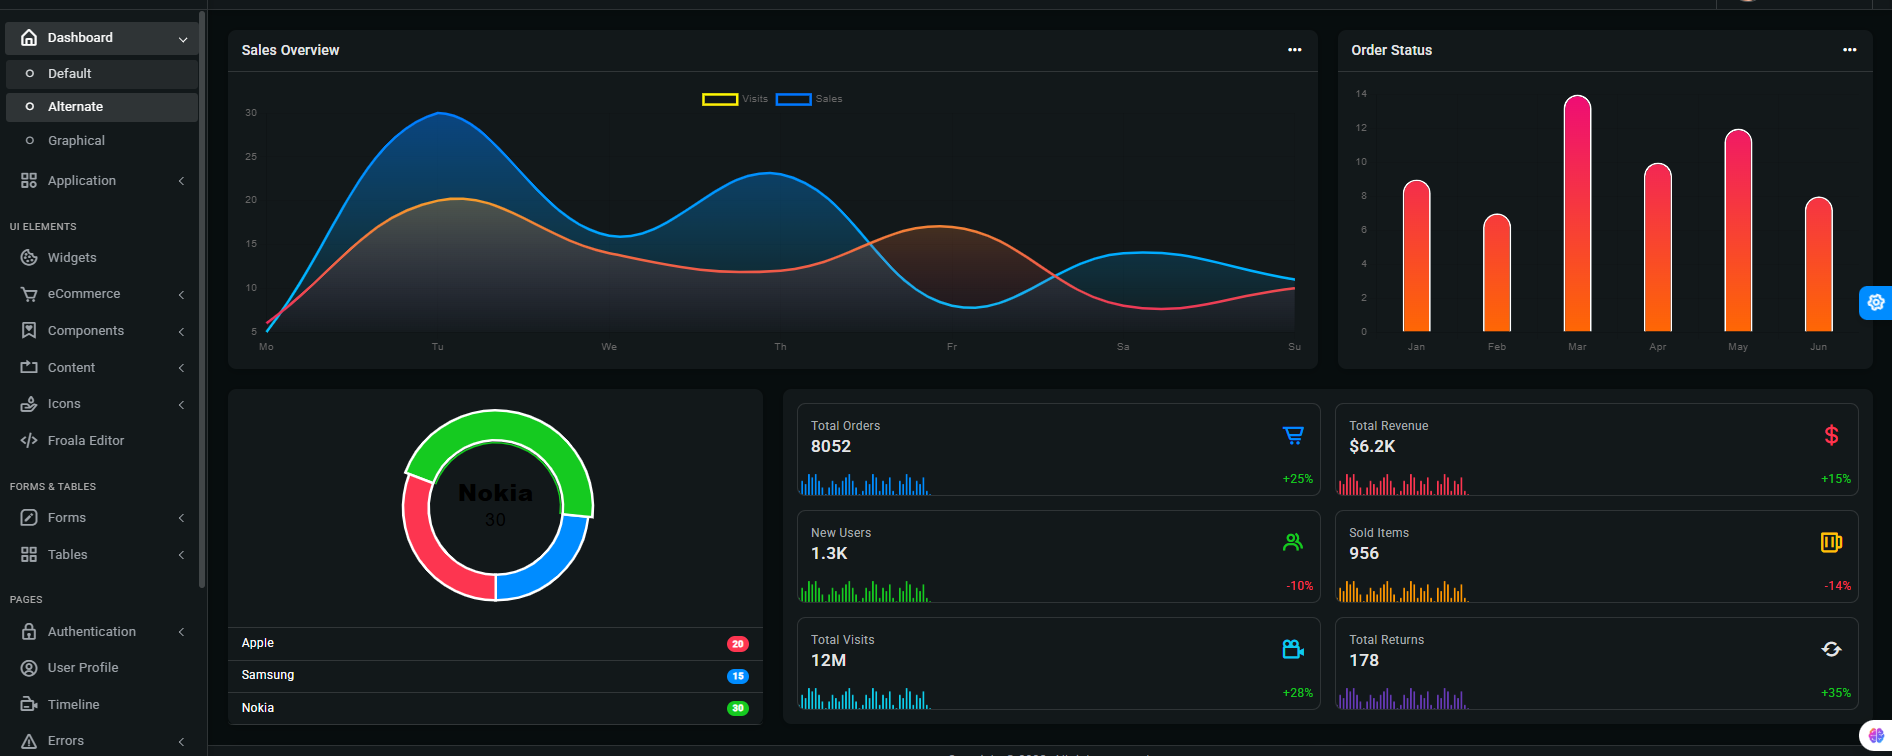 Dashboard
Default
Alternate
Graphical
Application
UI ELEMENTS
Widgets
eCommerce
Components
Content
Icons
Froala Editor
FORMS & TABLES
Forms
Tables
PAGES
Authentication
User Profile
Timeline
Errors
Sales Overview
Visits Sales
30
25
20
15
10
5
Mo Tu We Th Fr Sa Su
Order Status
14
12
10
8
6
4
2
0
Jan Feb Mar Apr May Jun
Nokia
30
Apple 20
Samsung 15
Nokia 30
Total Orders
8052
+25%
Total Revenue
$6.2K
+15%
New Users
1.3K
-10%
Sold Items
956
-14%
Total Visits
12M
+28%
Total Returns
178
+35%